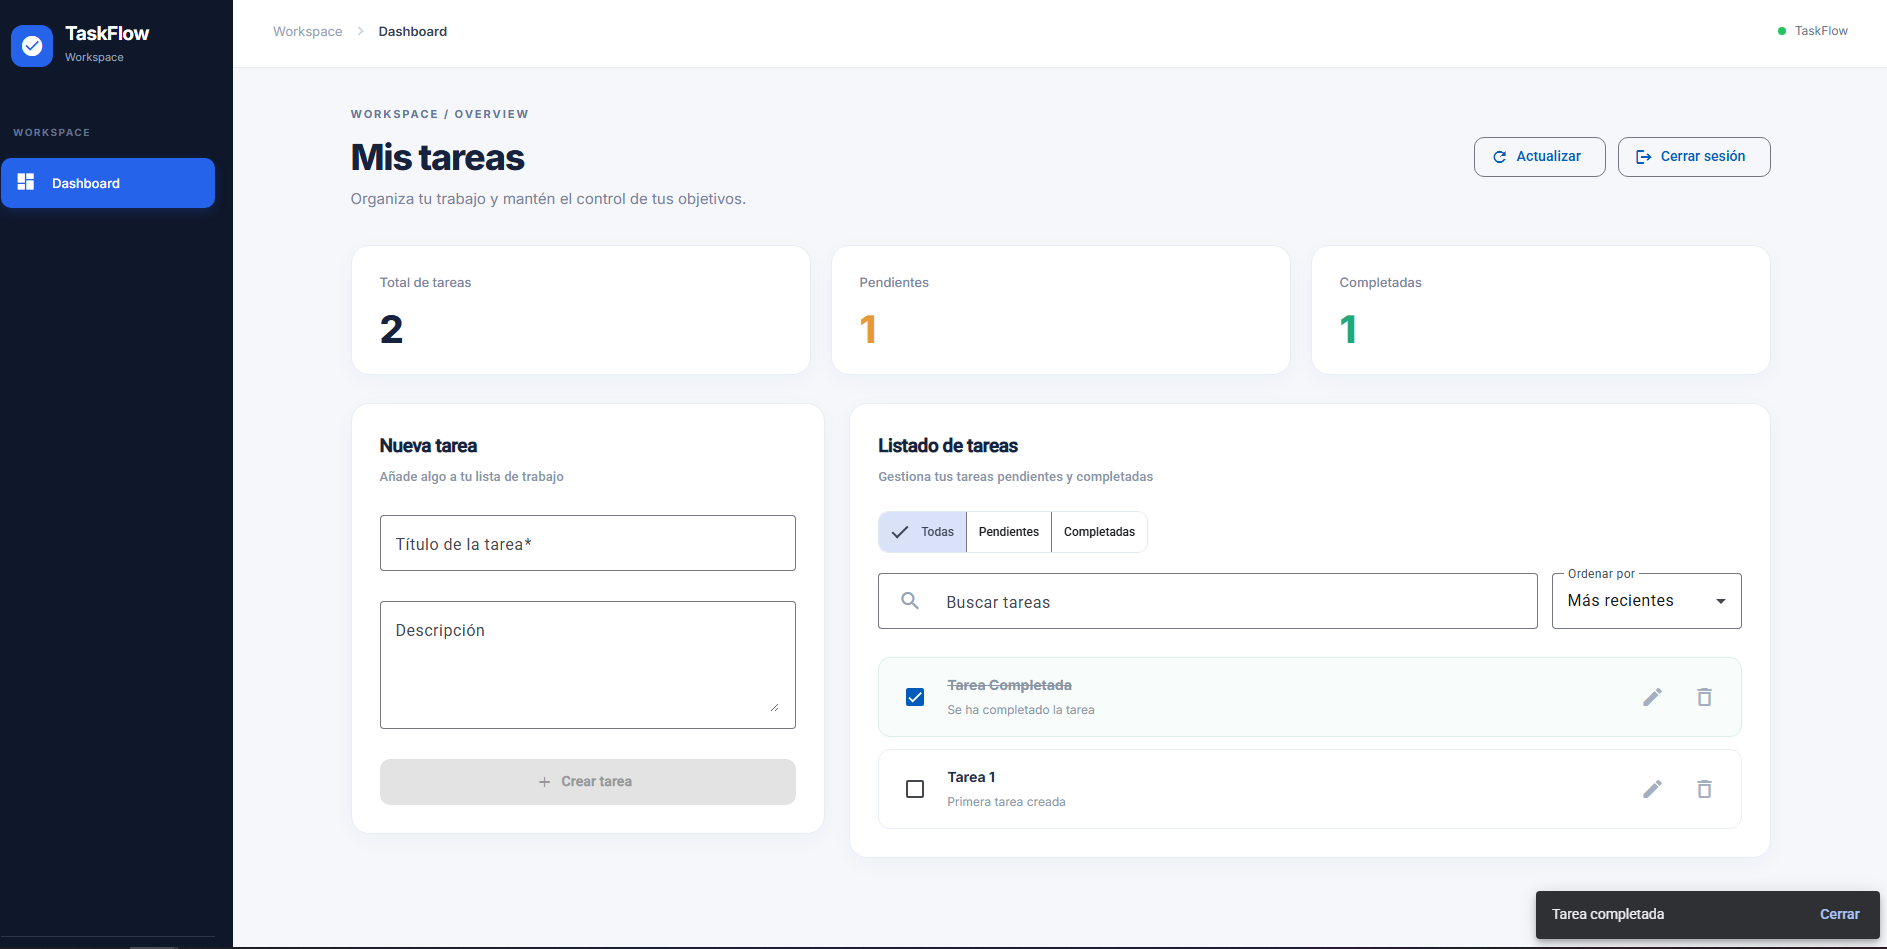 TaskFlow
Workspace
WORKSPACE
Dashboard
Workspace > Dashboard
TaskFlow
WORKSPACE / OVERVIEW
Mis tareas
Organiza tu trabajo y mantén el control de tus objetivos.
Actualizar
Cerrar sesión
Total de tareas
2
Pendientes
1
Completadas
1
Nueva tarea
Añade algo a tu lista de trabajo
Título de la tarea*
Descripción
+ Crear tarea
Listado de tareas
Gestiona tus tareas pendientes y completadas
Todas
Pendientes
Completadas
Buscar tareas
Ordenar por
Más recientes
Tarea Completada
Se ha completado la tarea
Tarea 1
Primera tarea creada
Tarea completada
Cerrar